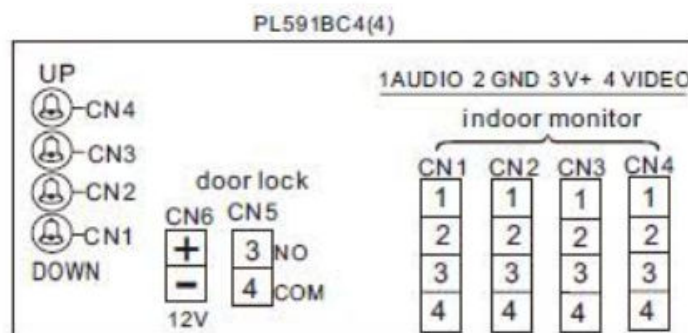 PL591BC4(4)
UP
CN4
CN3
CN2
CN1
DOWN
door lock
CN6 CN5
+ 3 NO
- 4 COM
12V
1AUDIO 2 GND 3V+ 4 VIDEO
indoor monitor
CN1 CN2 CN3 CN4
1 1 1 1
2 2 2 2
3 3 3 3
4 4 4 4